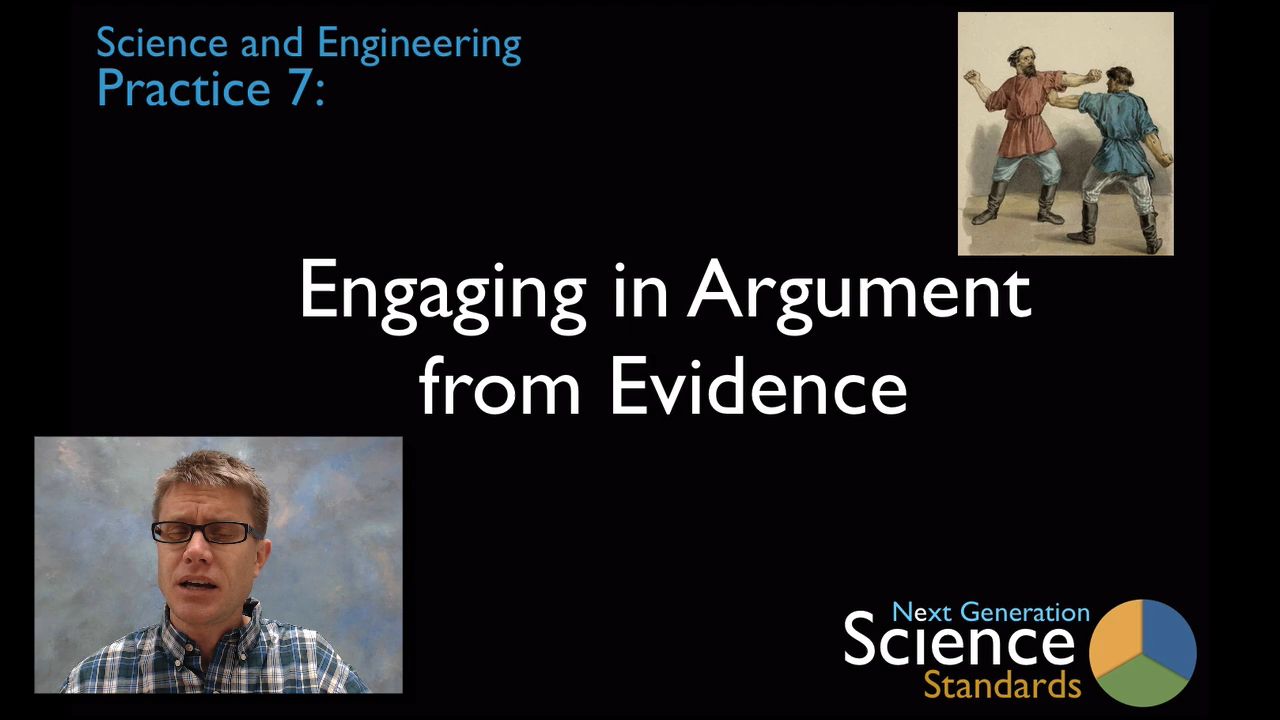 Science and Engineering
Practice 7:
Engaging in Argument
from Evidence
Next Generation
Science
Standards